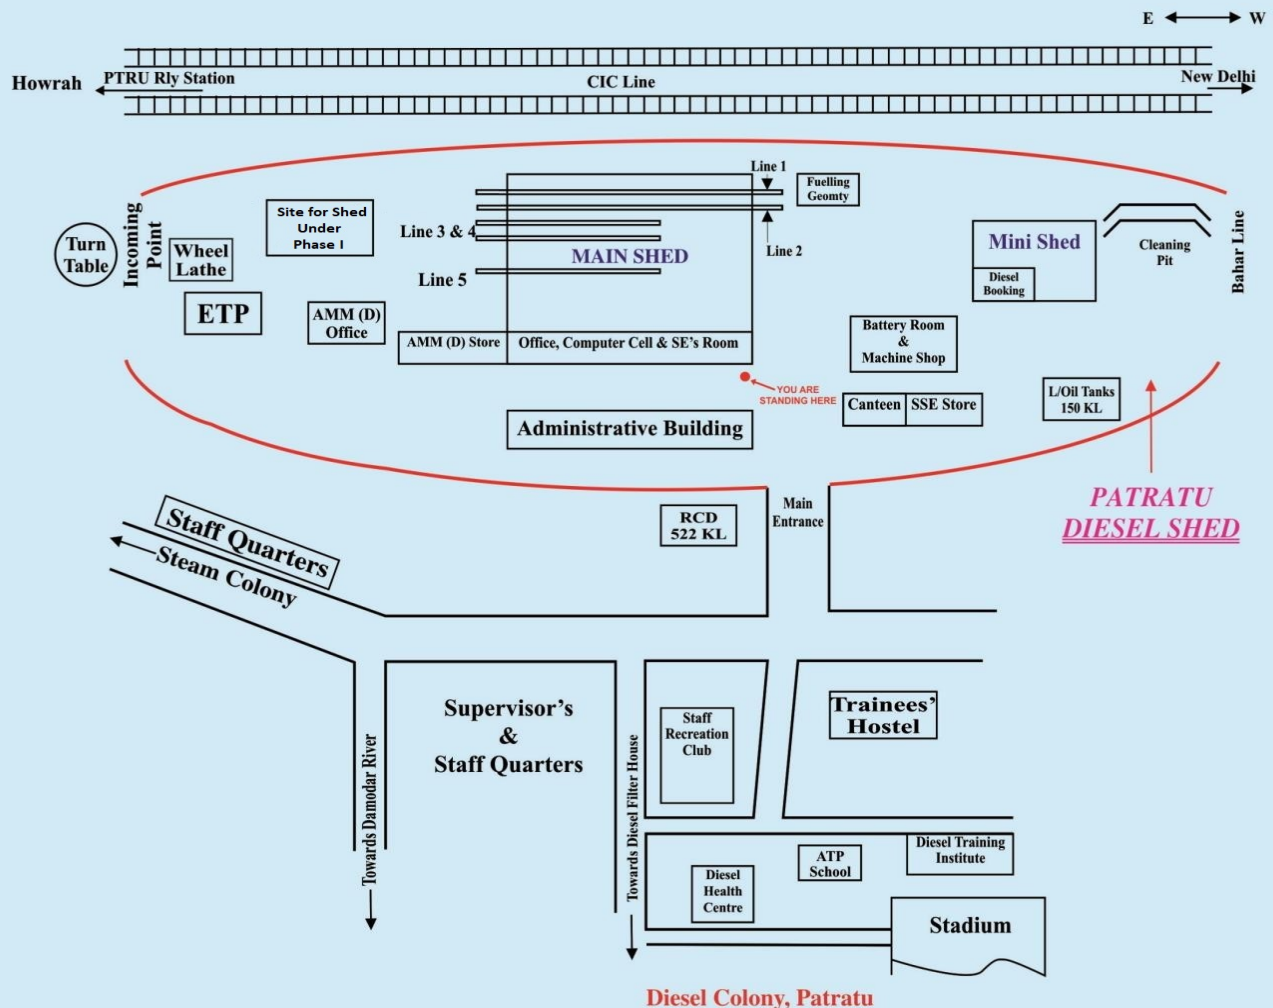 E W
Howrah
PTRU Rly Station
CIC Line
New Delhi
Line 1
Fuelling
Geomty
Site for Shed
Under
Phase I
Incoming
Point
Turn
Table
Wheel
Lathe
Line 3 & 4
MAIN SHED
Line 2
Mini Shed
Diesel
Booking
Cleaning
Pit
Bahar Line
Line 5
ETP
AMM (D)
Office
AMM (D) Store
Office, Computer Cell & SE's Room
Battery Room
&
Machine Shop
YOU ARE
STANDING HERE
Canteen
SSE Store
L/Oil Tanks
150 KL
Administrative Building
PATRATU
DIESEL SHED
Main
Entrance
RCD
522 KL
Staff Quarters
Steam Colony
Supervisor's
&
Staff Quarters
Staff
Recreation
Club
Trainees'
Hostel
Towards Damodar River
Towards Diesel Filter House
Diesel Training
Institute
ATP
School
Diesel
Health
Centre
Stadium
Diesel Colony, Patratu